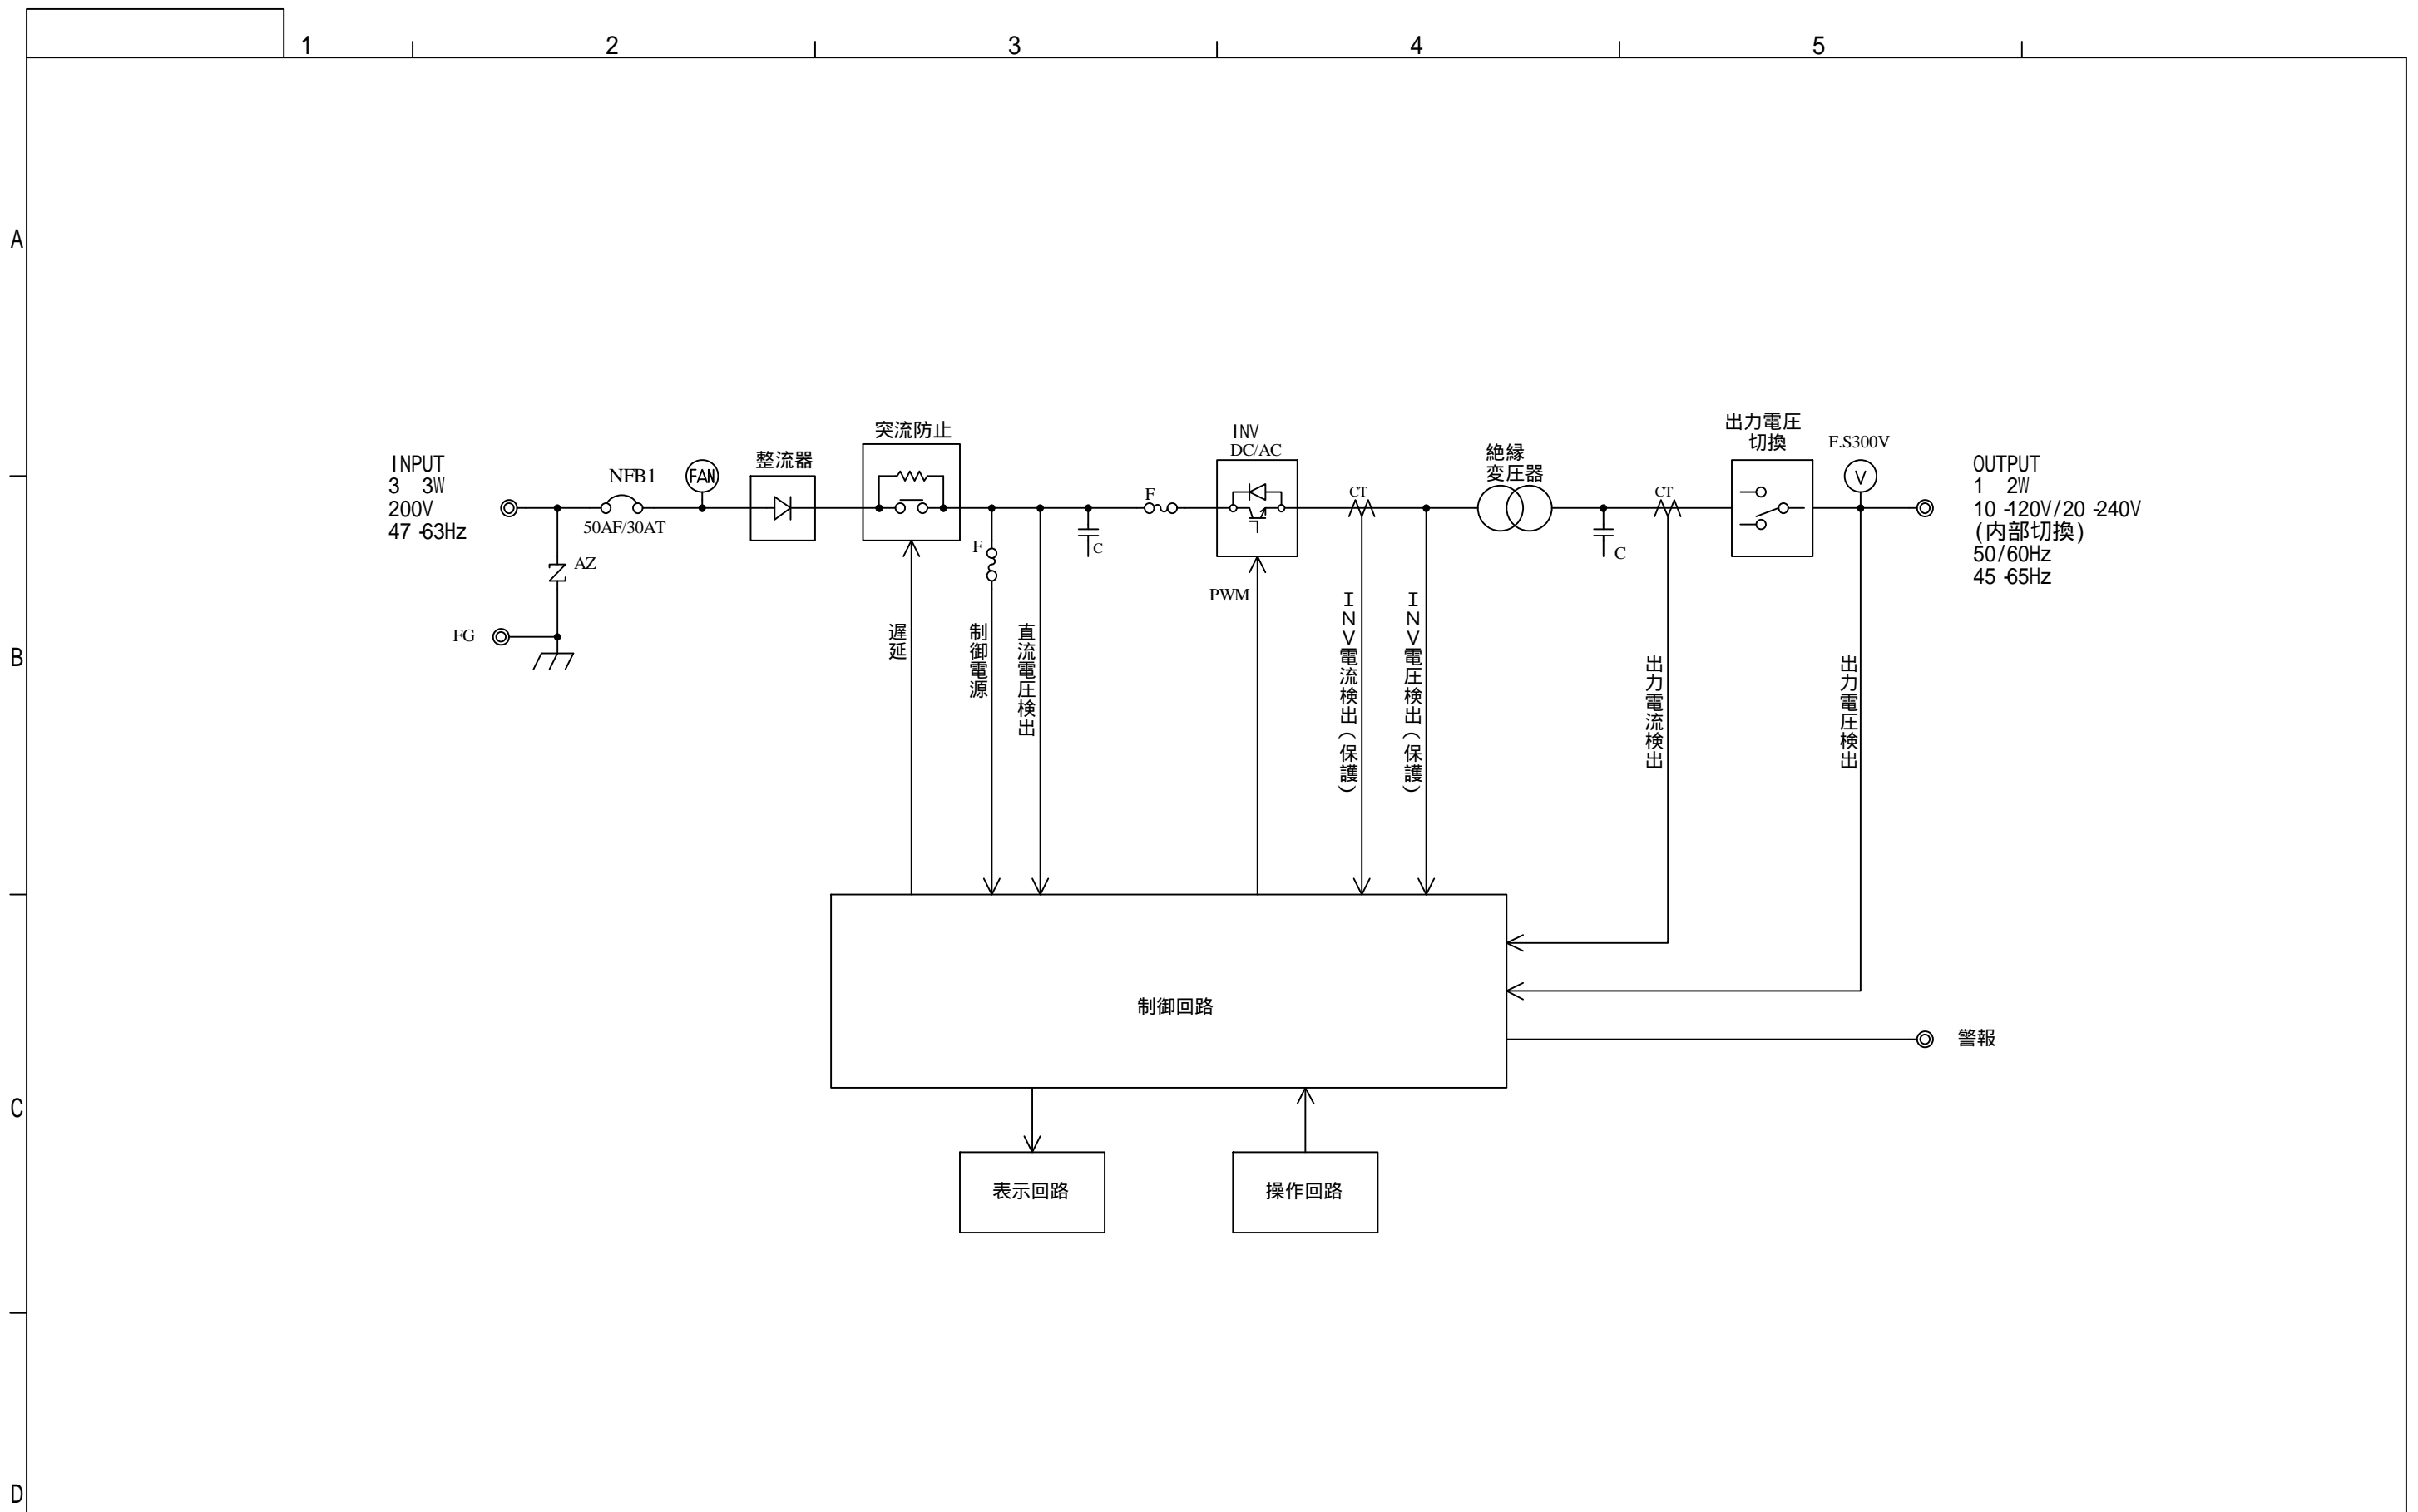 1
2
3
4
5
A
B
C
D
INPUT
3 3W
200V
47 -63Hz
NFB1
50AF/30AT
FAN
AZ
FG
整流器
突流防止
F
F
C
INV
DC/AC
PWM
CT
絶縁
変圧器
C
CT
出力電圧
切換
F.S300V
V
OUTPUT
1 2W
10 -120V/20 -240V
(内部切換)
50/60Hz
45 -65Hz
遅延
制御電源
直流電圧検出
INV電流検出(保護)
INV電圧検出(保護)
出力電流検出
出力電圧検出
制御回路
警報
表示回路
操作回路